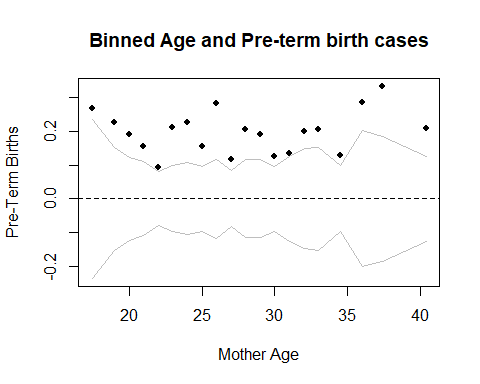 Binned Age and Pre-term birth cases
Pre-Term Births
0.2
0.0
-0.2
20 25 30 35 40
Mother Age